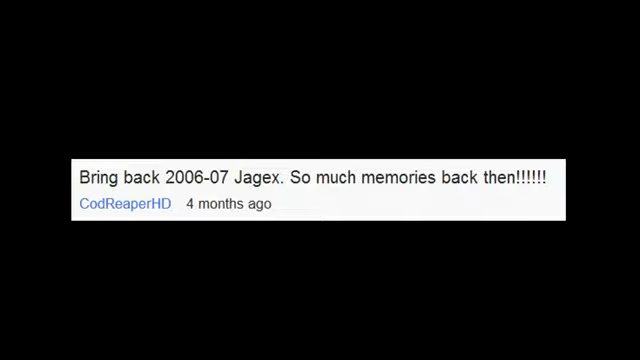 Bring back 2006-07 Jagex. So much memories back then!!!!!!
CodReaperHD 4 months ago